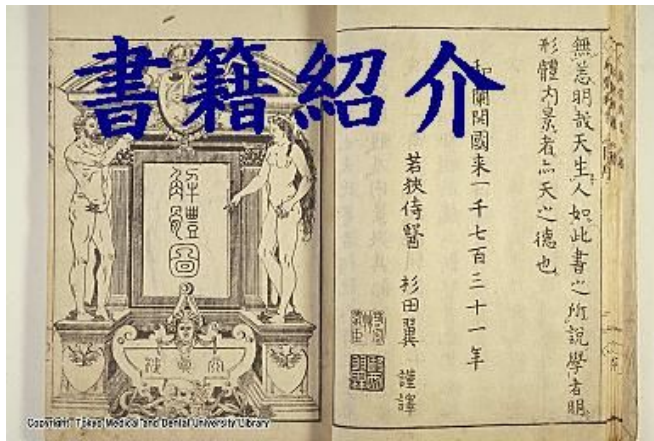 書籍紹介
無恙明哉天生人如此書之所説學者明
形體内景者亦天之德也
和蘭開國来一千七百三十一年
若狹侍醫 杉田翼 謹譯
解體圖
Copyright. Tokyo Medical and Dental University Library